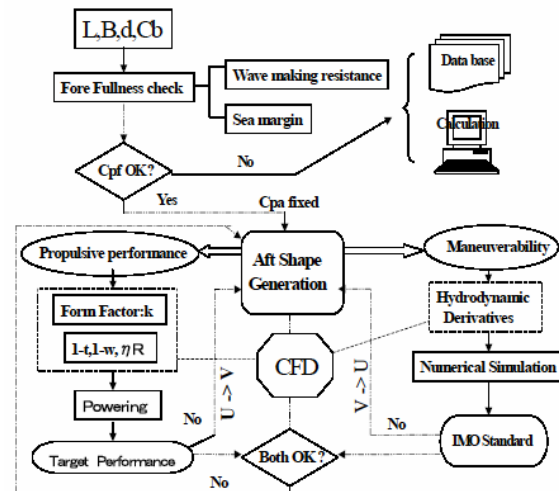 L,B,d,Cb
Fore Fullness check
Wave making resistance
Sea margin
Data base
Calculation
Cpf OK?
No
Yes
Cpa fixed
Propulsive performance
Aft Shape
Generation
Maneuverability
Form Factor:k
1-t,1-w, ηR
Hydrodynamic
Derivatives
CFD
U -> V
V -> U
Powering
Numerical Simulation
No
No
Target Performance
Both OK ?
IMO Standard
No